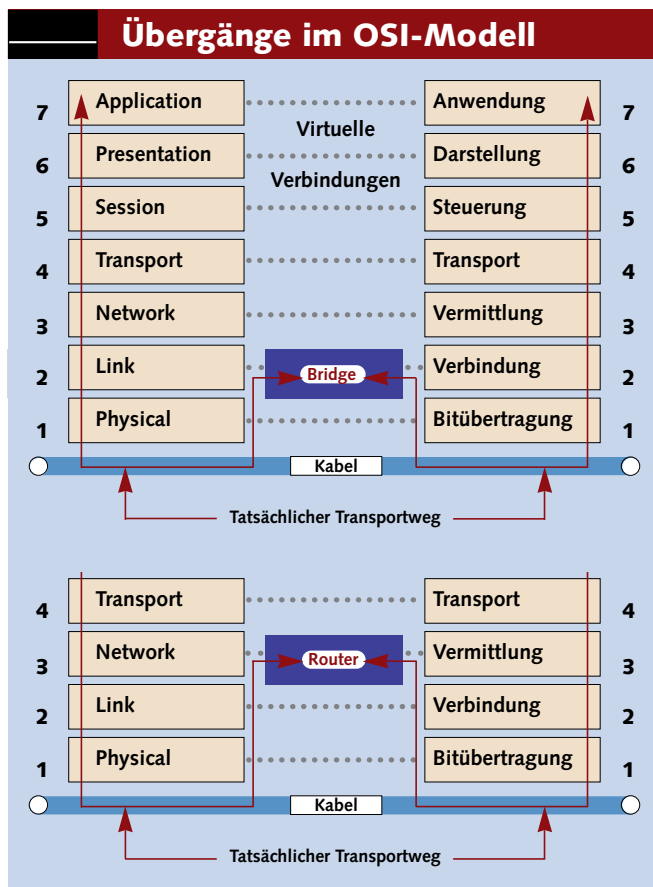 Übergänge im OSI-Modell
7 Application Anwendung 7
Virtuelle
6 Presentation Darstellung 6
Verbindungen
5 Session Steuerung 5
4 Transport Transport 4
3 Network Vermittlung 3
2 Link Bridge Verbindung 2
1 Physical Bitübertragung 1
Kabel
Tatsächlicher Transportweg
4 Transport Transport 4
3 Network Router Vermittlung 3
2 Link Verbindung 2
1 Physical Bitübertragung 1
Kabel
Tatsächlicher Transportweg